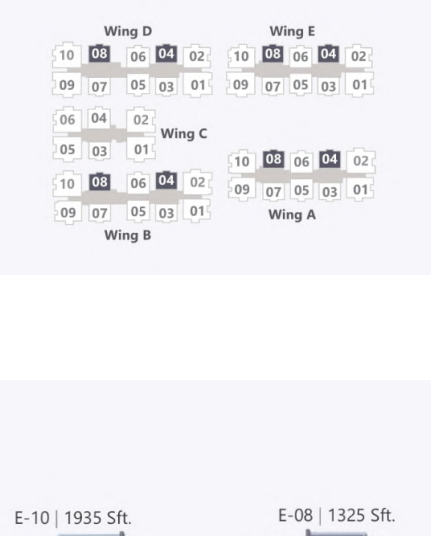 Wing D Wing E
10 08 06 04 02 10 08 06 04 02
09 07 05 03 01 09 07 05 03 01
06 04 02
Wing C
05 03 01
10 08 06 04 02
09 07 05 03 01
Wing A
10 08 06 04 02
09 07 05 03 01
Wing B
E-10 | 1935 Sft. E-08 | 1325 Sft.